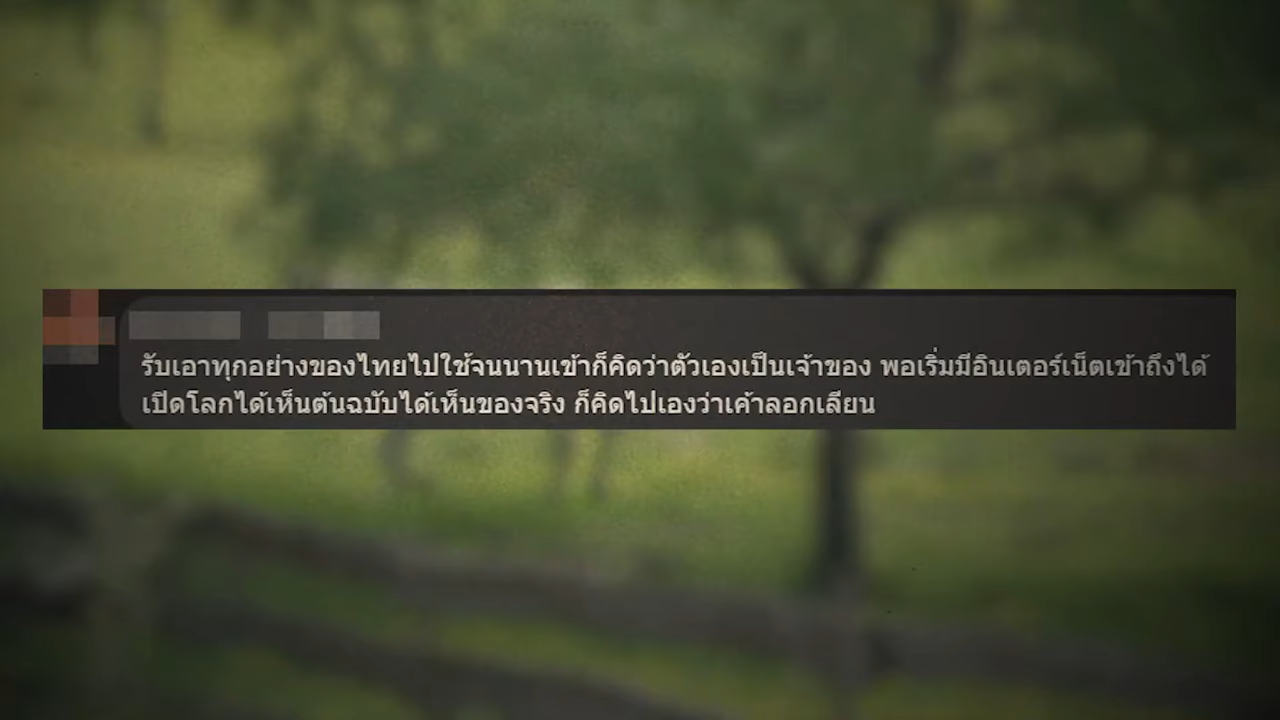 รับเอาทุกอย่างของไทยไปใช้จนนานเข้าก็คิดว่าตัวเองเป็นเจ้าของ พอเริ่มมีอินเตอร์เน็ตเข้าถึงได้
เปิดโลกได้เห็นต้นฉบับได้เห็นของจริง ก็คิดไปเองว่าเค้าลอกเลียน